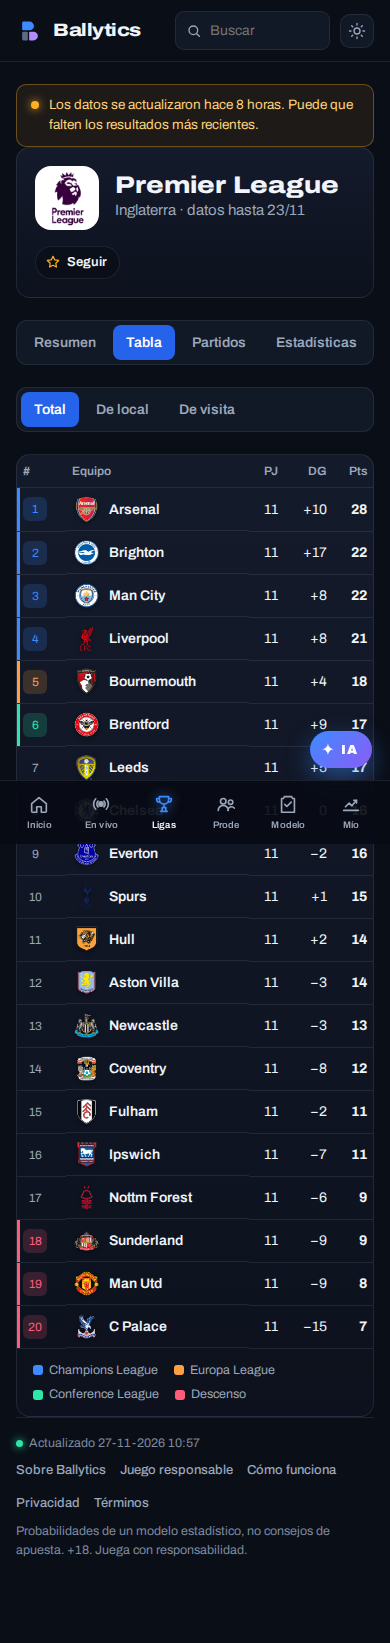 Ballytics
Buscar
Los datos se actualizaron hace 8 horas. Puede que
falten los resultados más recientes.
Premier
League
Premier League
Inglaterra · datos hasta 23/11
Seguir
Resumen Tabla Partidos Estadísticas
Total De local De visita
# Equipo PJ DG Pts
1 Arsenal 11 +10 28
2 Brighton 11 +17 22
3 Man City 11 +8 22
4 Liverpool 11 +8 21
5 Bournemouth 11 +4 18
6 Brentford 11 +9 17
IA
7 Leeds 11 17
Chelsea 0
Inicio En vivo Ligas Prode Modelo Mío
9 Everton 11 −2 16
10 Spurs 11 +1 15
11 Hull 11 +2 14
12 Aston Villa 11 −3 14
13 Newcastle 11 −3 13
14 Coventry 11 −8 12
15 Fulham 11 −2 11
16 Ipswich 11 −7 11
17 Nottm Forest 11 −6 9
18 Sunderland 11 −9 9
19 Man Utd 11 −9 8
20 C Palace 11 −15 7
Champions League Europa League
Conference League Descenso
Actualizado 27-11-2026 10:57
Sobre Ballytics Juego responsable Cómo funciona
Privacidad Términos
Probabilidades de un modelo estadístico, no consejos de
apuesta. +18. Juega con responsabilidad.